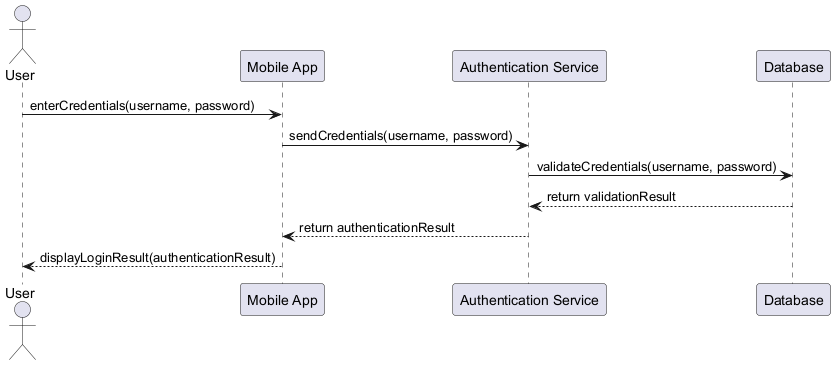 User
Mobile App
Authentication Service
Database
enterCredentials(username, password)
sendCredentials(username, password)
validateCredentials(username, password)
return validationResult
return authenticationResult
displayLoginResult(authenticationResult)
User
Mobile App
Authentication Service
Database